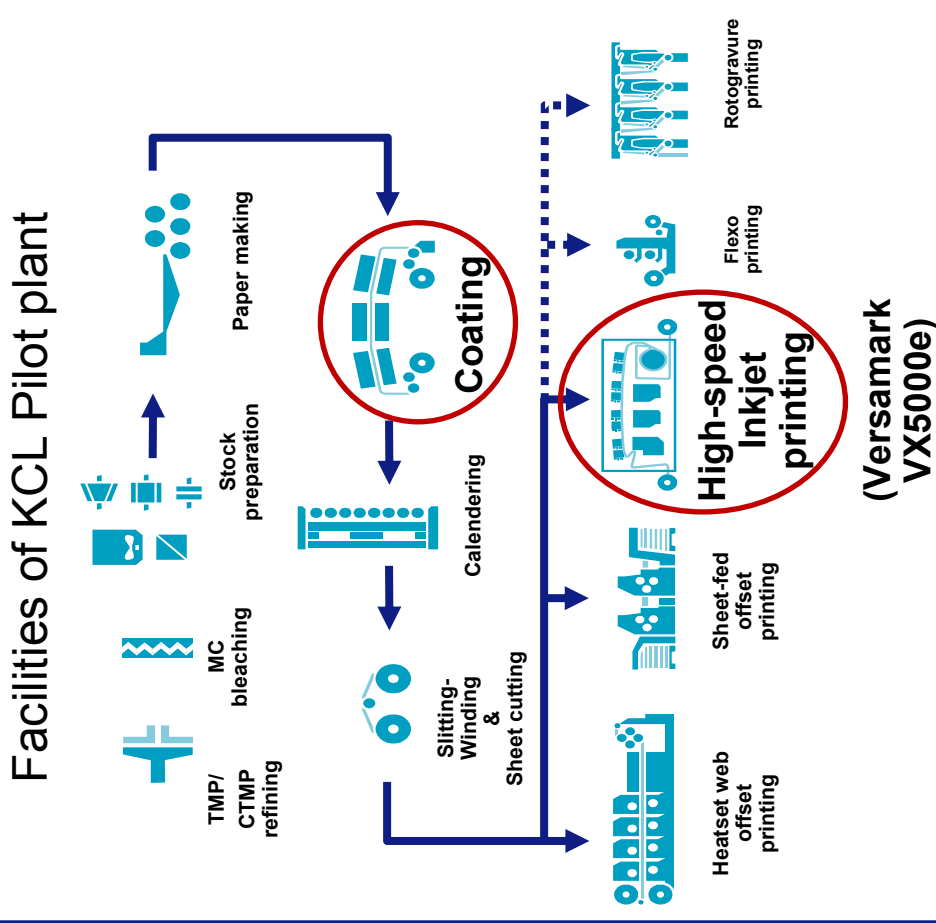 Facilities of KCL Pilot plant
TMP/
CTMP
refining
MC
bleaching
Stock
preparation
Paper making
Slitting-
Winding
&
Sheet cutting
Calendering
Coating
Heatset web
offset
printing
Sheet-fed
offset
printing
High-speed
Inkjet
printing
(Versamark
VX5000e)
Flexo
printing
Rotogravure
printing